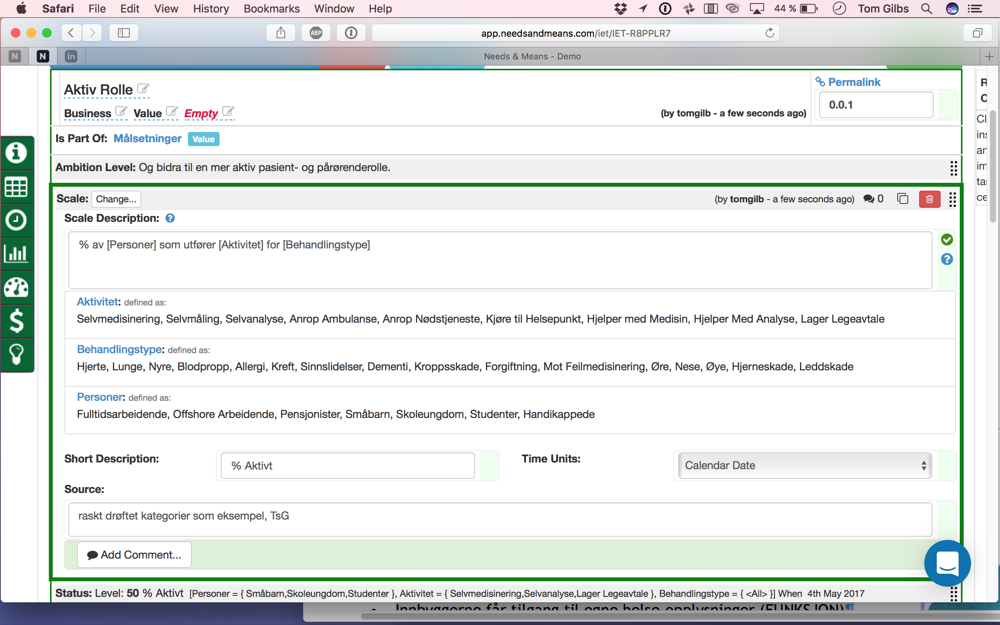 Safari File Edit View History Bookmarks Window Help 44 % Tom Gilbs
ABP app.needsandmeans.com/iet/IET-R8PPLR7
N N in Needs & Means - Demo
Aktiv Rolle
Permalink
0.0.1
Business Value Empty (by tomgilb - a few seconds ago)
Is Part Of: Målsetninger Value
Ambition Level: Og bidra til en mer aktiv pasient- og pårørenderolle.
Scale: Change... (by tomgilb - a few seconds ago) 0
Scale Description:
% av [Personer] som utfører [Aktivitet] for [Behandlingstype]
Aktivitet: defined as:
Selvmedisinering, Selvmåling, Selvanalyse, Anrop Ambulanse, Anrop Nødstjeneste, Kjøre til Helsepunkt, Hjelper med Medisin, Hjelper Med Analyse, Lager Legeavtale
Behandlingstype: defined as:
Hjerte, Lunge, Nyre, Blodpropp, Allergi, Kreft, Sinnslidelser, Dementi, Kroppsskade, Forgiftning, Mot Feilmedisinering, Øre, Nese, Øye, Hjerneskade, Leddskade
Personer: defined as:
Fulltidsarbeidende, Offshore Arbeidende, Pensjonister, Småbarn, Skoleungdom, Studenter, Handikappede
Short Description: % Aktivt Time Units: Calendar Date
Source:
raskt drøftet kategorier som eksempel, TsG
Add Comment...
Status: Level: 50 % Aktivt [Personer = { Småbarn,Skoleungdom,Studenter }, Aktivitet = { Selvmedisinering,Selvanalyse,Lager Legeavtale }, Behandlingstype = { <All> }] When 4th May 2017
Innbyggerne får tilgang til egne helse opplysninger (FUNKSJON)¶